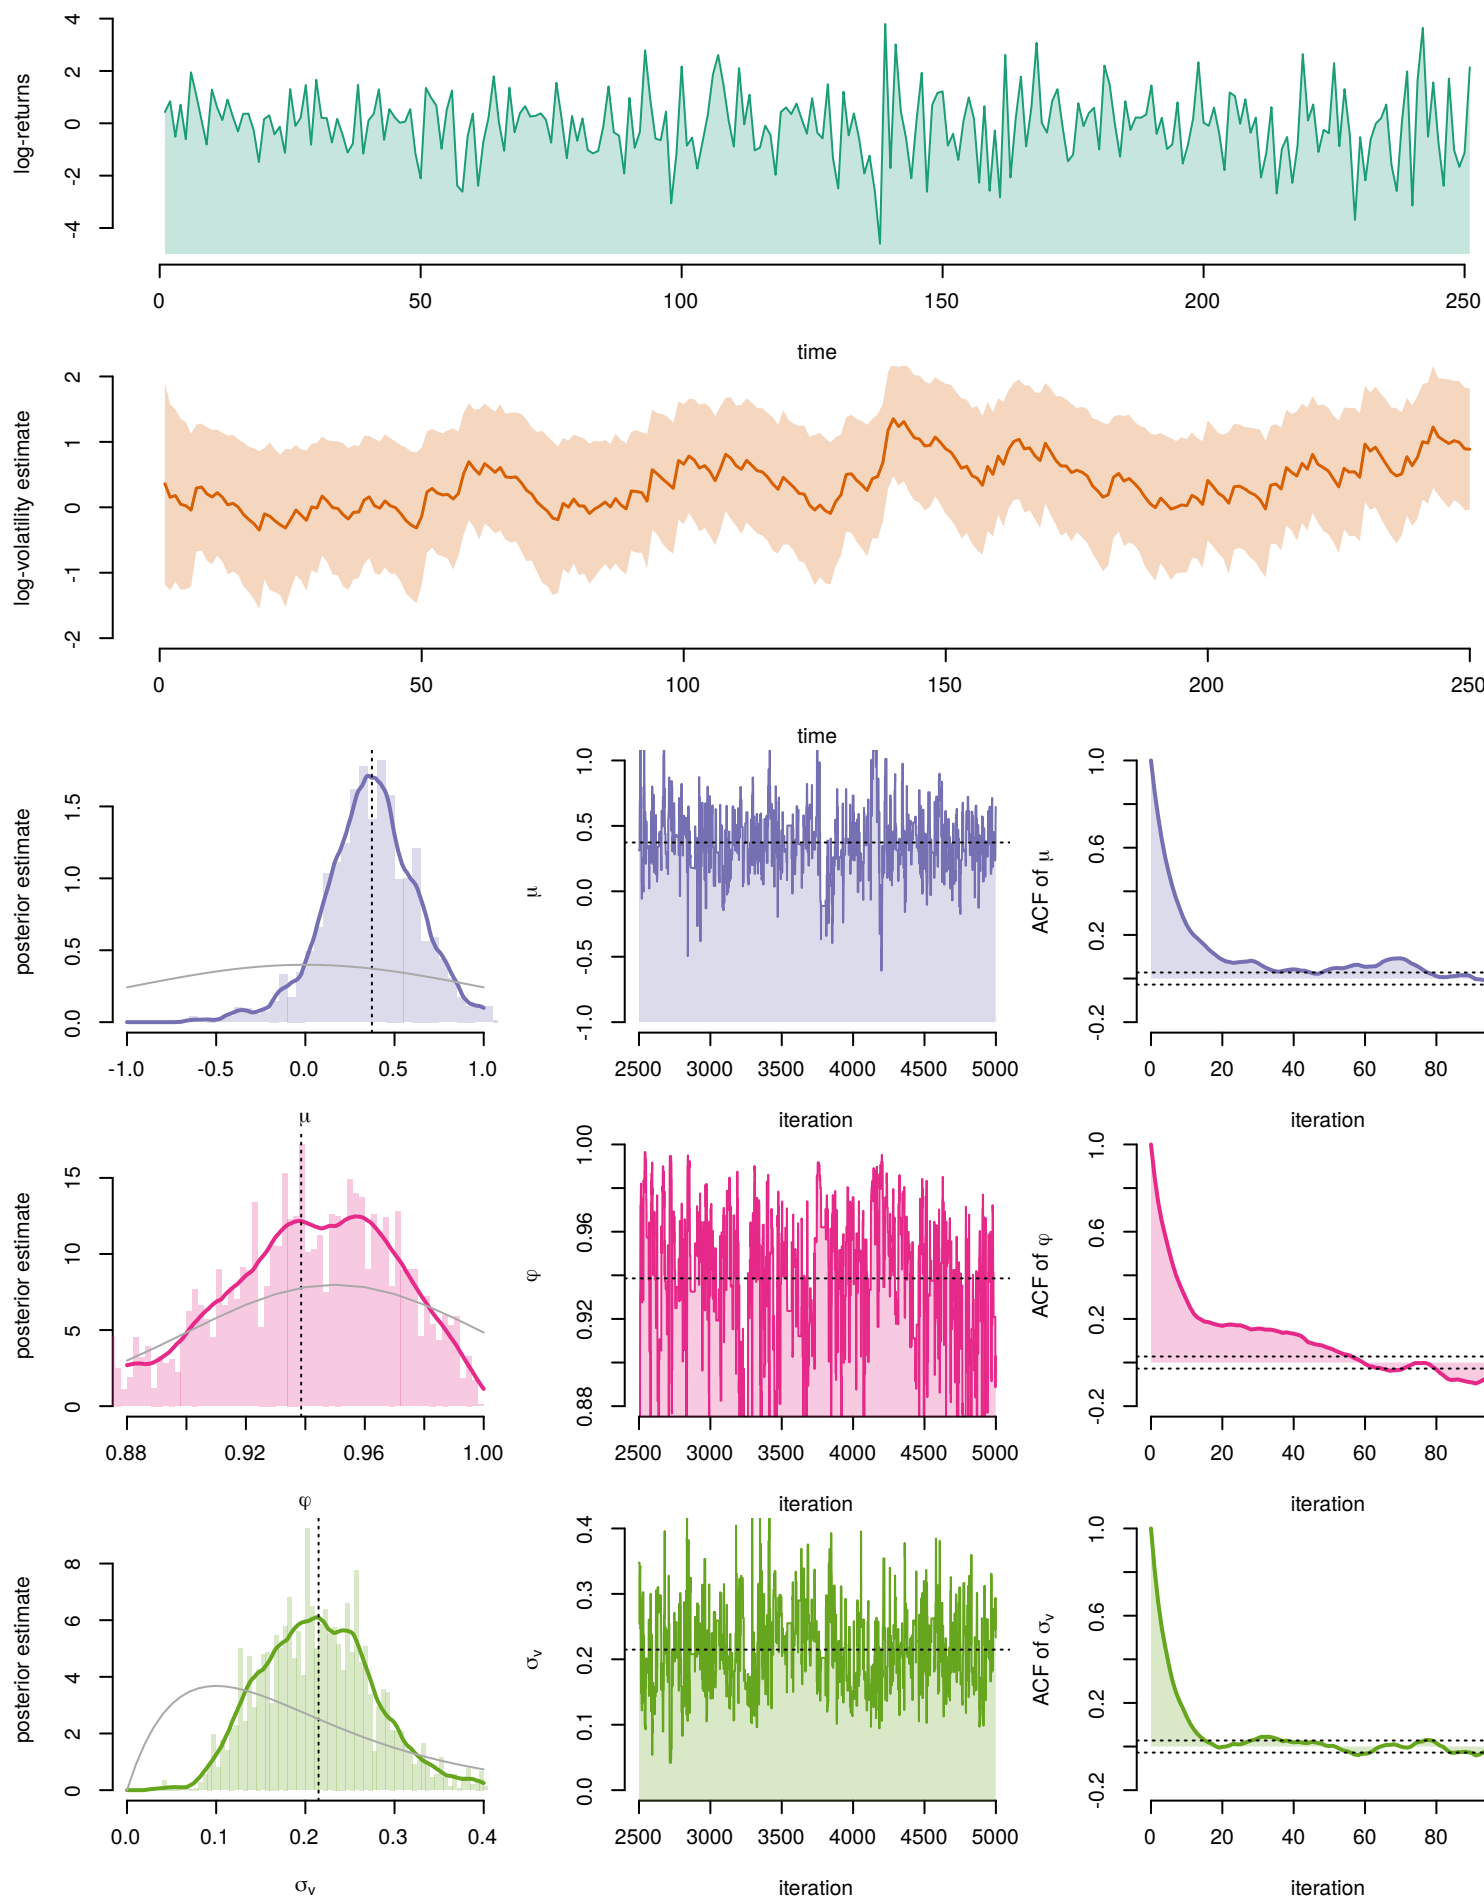 log-returns
4
2
0
-2
-4
0 50 100 150 200 250
time
log-volatility estimate
2
1
0
-1
-2
0 50 100 150 200 250
time
posterior estimate
1.5
1.0
0.5
0.0
-1.0 -0.5 0.0 0.5 1.0
μ
μ
1.0
0.5
0.0
-0.5
-1.0
2500 3000 3500 4000 4500 5000
iteration
ACF of μ
1.0
0.6
0.2
-0.2
0 20 40 60 80
iteration
posterior estimate
15
10
5
0
0.88 0.92 0.96 1.00
φ
φ
1.00
0.96
0.92
0.88
2500 3000 3500 4000 4500 5000
iteration
ACF of φ
1.0
0.6
0.2
-0.2
0 20 40 60 80
iteration
posterior estimate
8
6
4
2
0
0.0 0.1 0.2 0.3 0.4
σv
σv
0.4
0.3
0.2
0.1
0.0
2500 3000 3500 4000 4500 5000
iteration
ACF of σv
1.0
0.6
0.2
-0.2
0 20 40 60 80
iteration